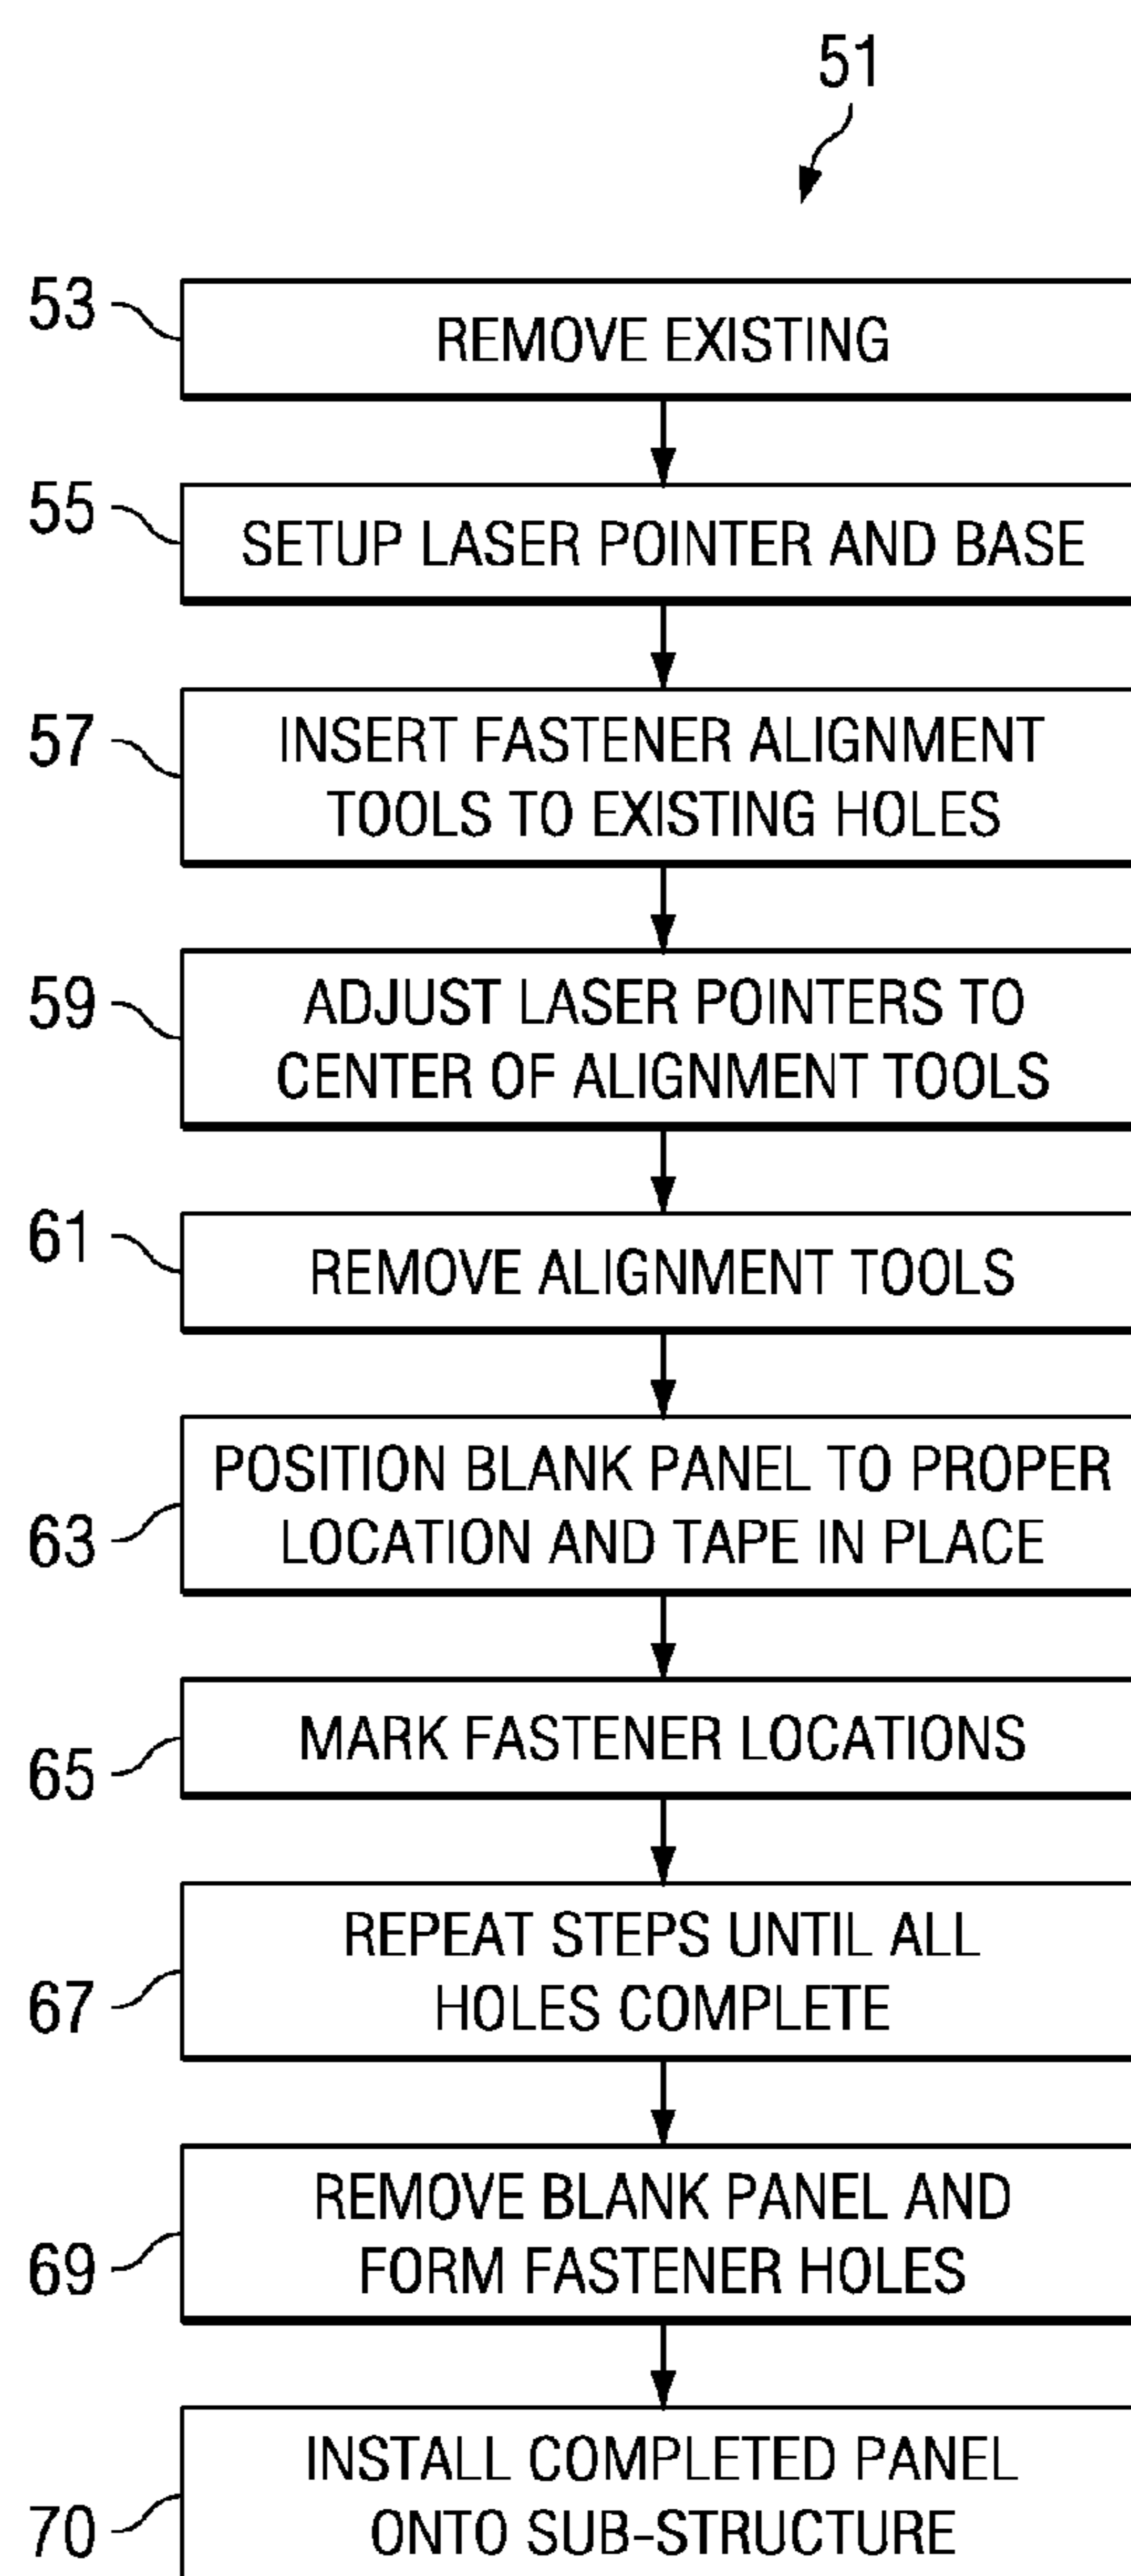 51
53
REMOVE EXISTING
55
SETUP LASER POINTER AND BASE
57
INSERT FASTENER ALIGNMENT
TOOLS TO EXISTING HOLES
59
ADJUST LASER POINTERS TO
CENTER OF ALIGNMENT TOOLS
61
REMOVE ALIGNMENT TOOLS
63
POSITION BLANK PANEL TO PROPER
LOCATION AND TAPE IN PLACE
65
MARK FASTENER LOCATIONS
67
REPEAT STEPS UNTIL ALL
HOLES COMPLETE
69
REMOVE BLANK PANEL AND
FORM FASTENER HOLES
70
INSTALL COMPLETED PANEL
ONTO SUB-STRUCTURE